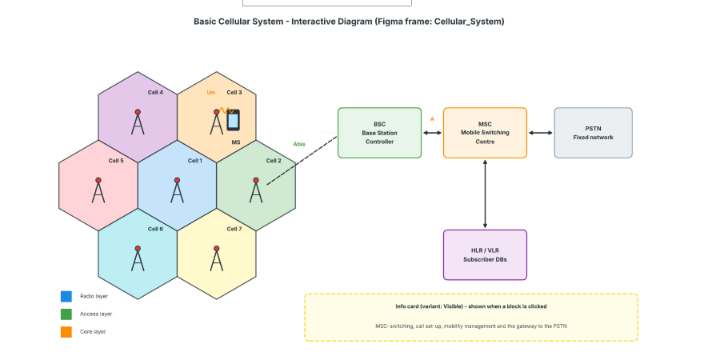 Basic Cellular System - Interactive Diagram (Figma frame: Cellular_System)
Cell 4
Um
Cell 3
MS
Cell 5
Cell 1
Cell 2
Cell 6
Cell 7
Abis
BSC
Base Station
Controller
A
MSC
Mobile Switching
Centre
PSTN
Fixed network
HLR / VLR
Subscriber DBs
Radio layer
Access layer
Core layer
Info card (variant: Visible) - shown when a block is clicked
MSC: switching, call set-up, mobility management and the gateway to the PSTN